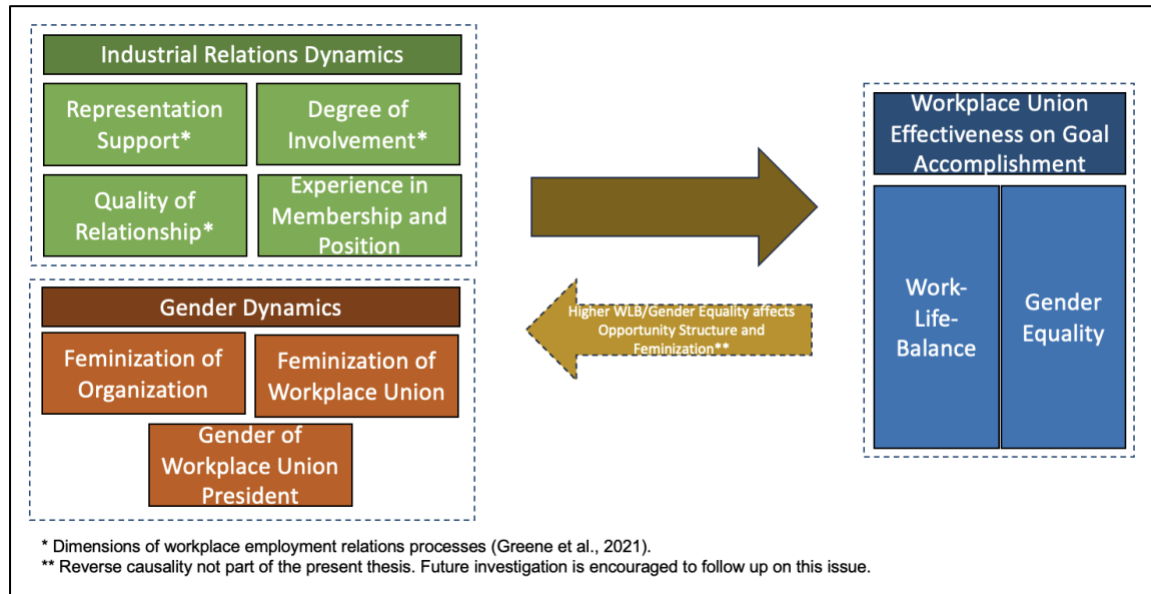 Industrial Relations Dynamics
Representation
Support*
Degree of
Involvement*
Quality of
Relationship*
Experience in
Membership and
Position
Gender Dynamics
Feminization of
Organization
Feminization of
Workplace Union
Gender of
Workplace Union
President
Higher WLB/Gender Equality affects
Opportunity Structure and
Feminization**
Workplace Union
Effectiveness on Goal
Accomplishment
Work-
Life-
Balance
Gender
Equality
* Dimensions of workplace employment relations processes (Greene et al., 2021).
** Reverse causality not part of the present thesis. Future investigation is encouraged to follow up on this issue.